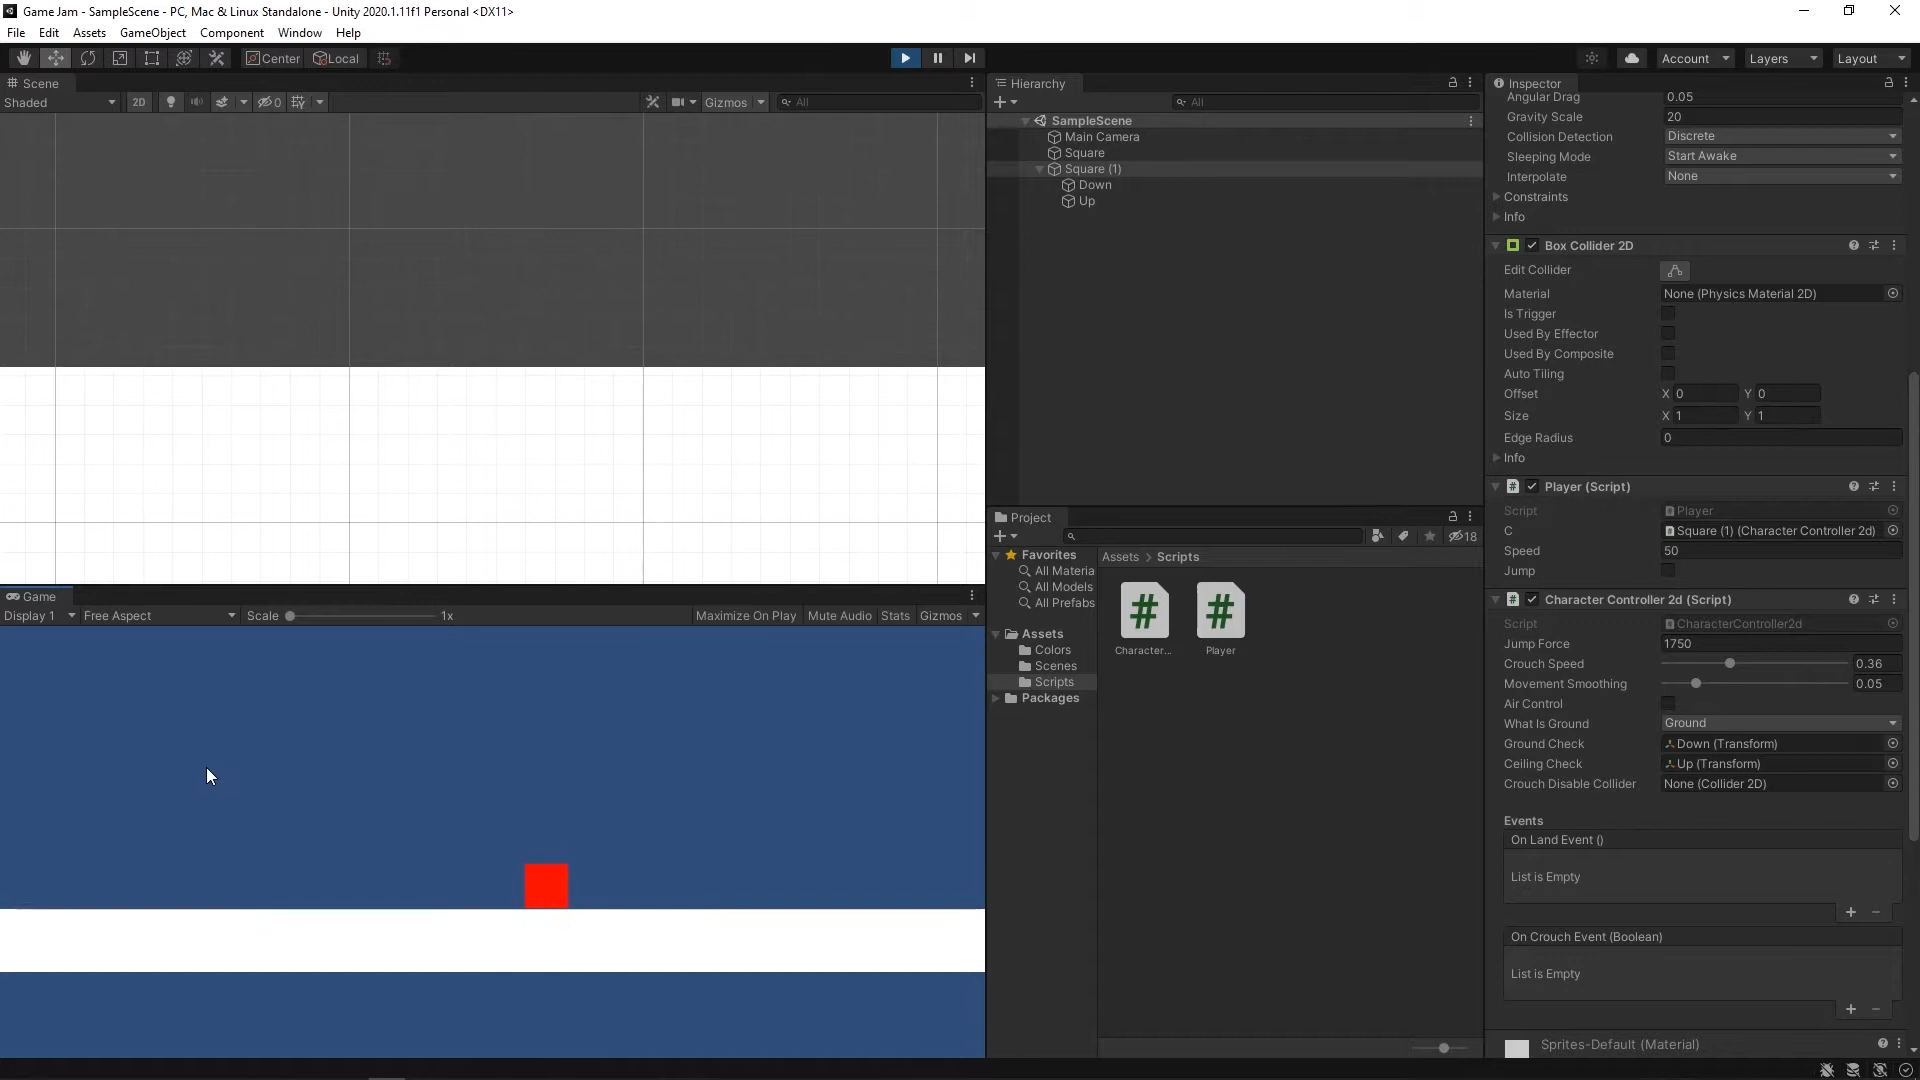 Game Jam - SampleScene - PC, Mac & Linux Standalone - Unity 2020.1.11f1 Personal <DX11>
File Edit Assets GameObject Component Window Help
Center Local Account Layers Layout
Scene
Shaded 2D 0 Gizmos All
Game
Display 1 Free Aspect Scale 1x Maximize On Play Mute Audio Stats Gizmos
Hierarchy
All
SampleScene
Main Camera
Square
Square (1)
Down
Up
Project
18
Favorites
All Materia
All Models
All Prefabs
Assets
Colors
Scenes
Scripts
Packages
Assets > Scripts
Character...
Player
Inspector
Angular Drag 0.05
Gravity Scale 20
Collision Detection Discrete
Sleeping Mode Start Awake
Interpolate None
Constraints
Info
Box Collider 2D
Edit Collider
Material None (Physics Material 2D)
Is Trigger
Used By Effector
Used By Composite
Auto Tiling
Offset X 0 Y 0
Size X 1 Y 1
Edge Radius 0
Info
Player (Script)
Script Player
C Square (1) (Character Controller 2d)
Speed 50
Jump
Character Controller 2d (Script)
Script CharacterController2d
Jump Force 1750
Crouch Speed 0.36
Movement Smoothing 0.05
Air Control
What Is Ground Ground
Ground Check Down (Transform)
Ceiling Check Up (Transform)
Crouch Disable Collider None (Collider 2D)
Events
On Land Event ()
List is Empty
On Crouch Event (Boolean)
List is Empty
Sprites-Default (Material)